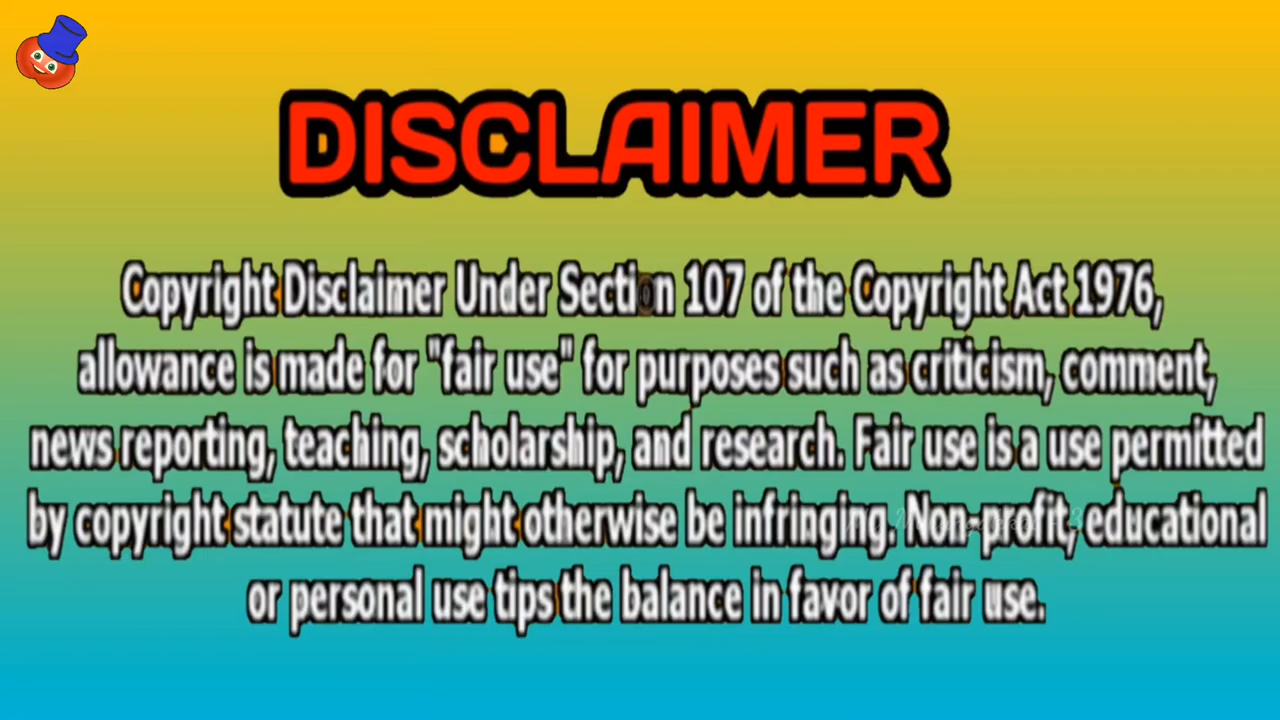 DISCLAIMER
Copyright Disclaimer Under Section 107 of the Copyright Act 1976,
allowance is made for "fair use" for purposes such as criticism, comment,
news reporting, teaching, scholarship, and research. Fair use is a use permitted
by copyright statute that might otherwise be infringing. Non-profit, educational
or personal use tips the balance in favor of fair use.